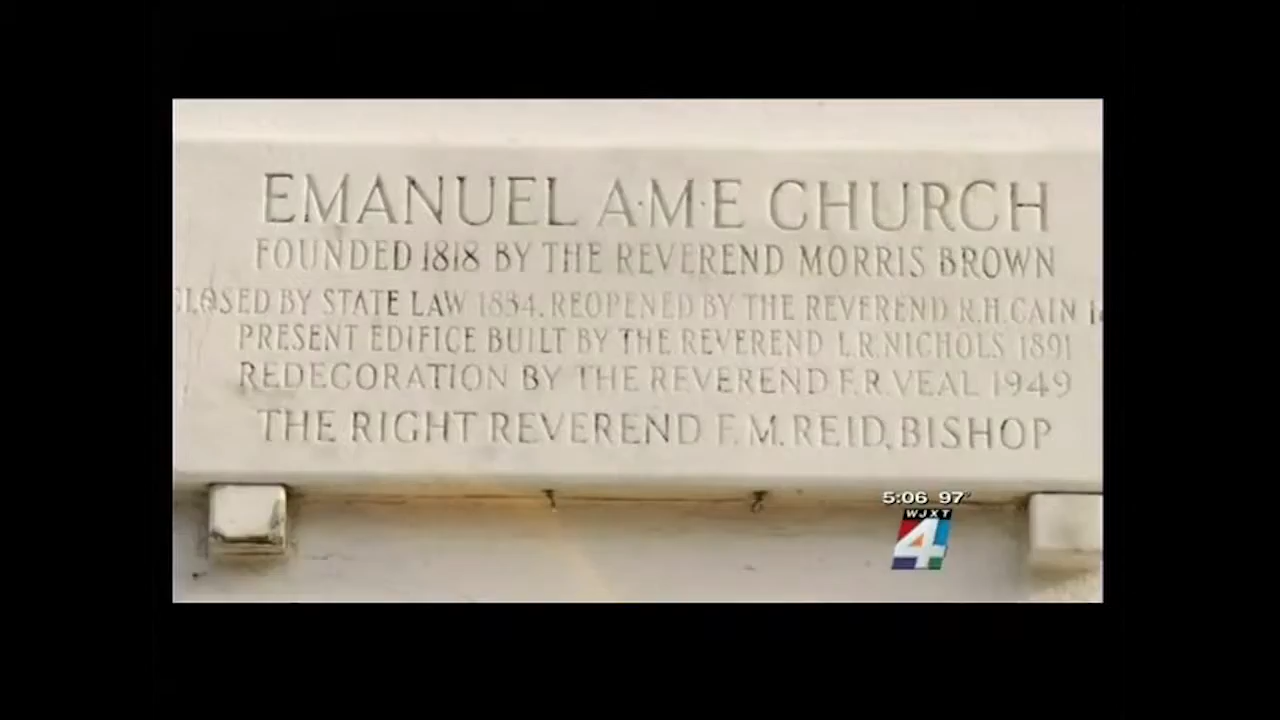 EMANUEL A·M·E CHURCH
FOUNDED 1818 BY THE REVEREND MORRIS BROWN
CLOSED BY STATE LAW 1834. REOPENED BY THE REVEREND R.H. CAIN
PRESENT EDIFICE BUILT BY THE REVEREND L.R. NICHOLS 1891
REDECORATION BY THE REVEREND F.R. VEAL 1949
THE RIGHT REVEREND F.M. REID, BISHOP
5:06 97°
WJXT
4